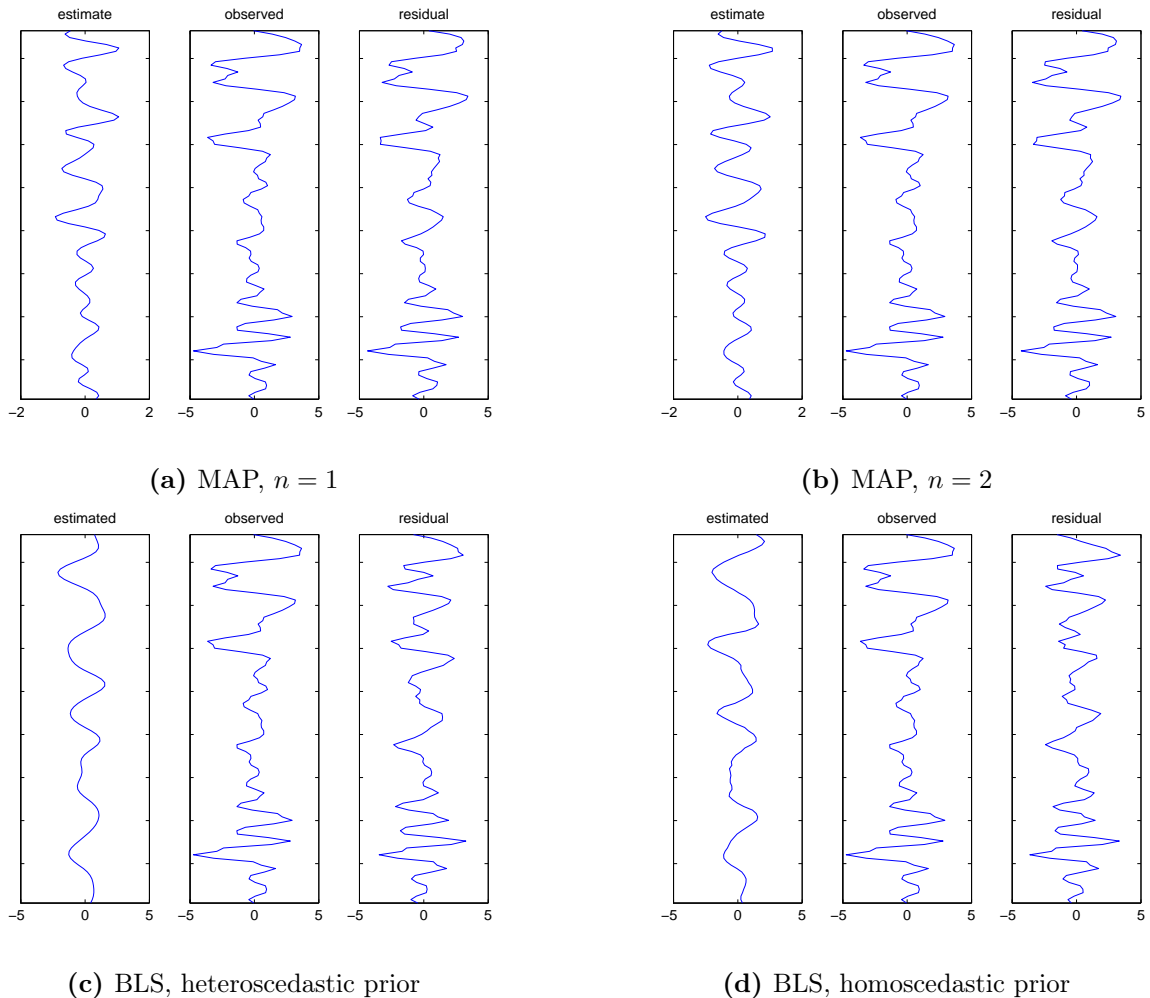 estimate observed residual estimate observed residual
−2 0 2 −5 0 5 −5 0 5 −2 0 2 −5 0 5 −5 0 5
(a) MAP, n = 1 (b) MAP, n = 2
estimated observed residual estimated observed residual
−5 0 5 −5 0 5 −5 0 5 −5 0 5 −5 0 5 −5 0 5
(c) BLS, heteroscedastic prior (d) BLS, homoscedastic prior